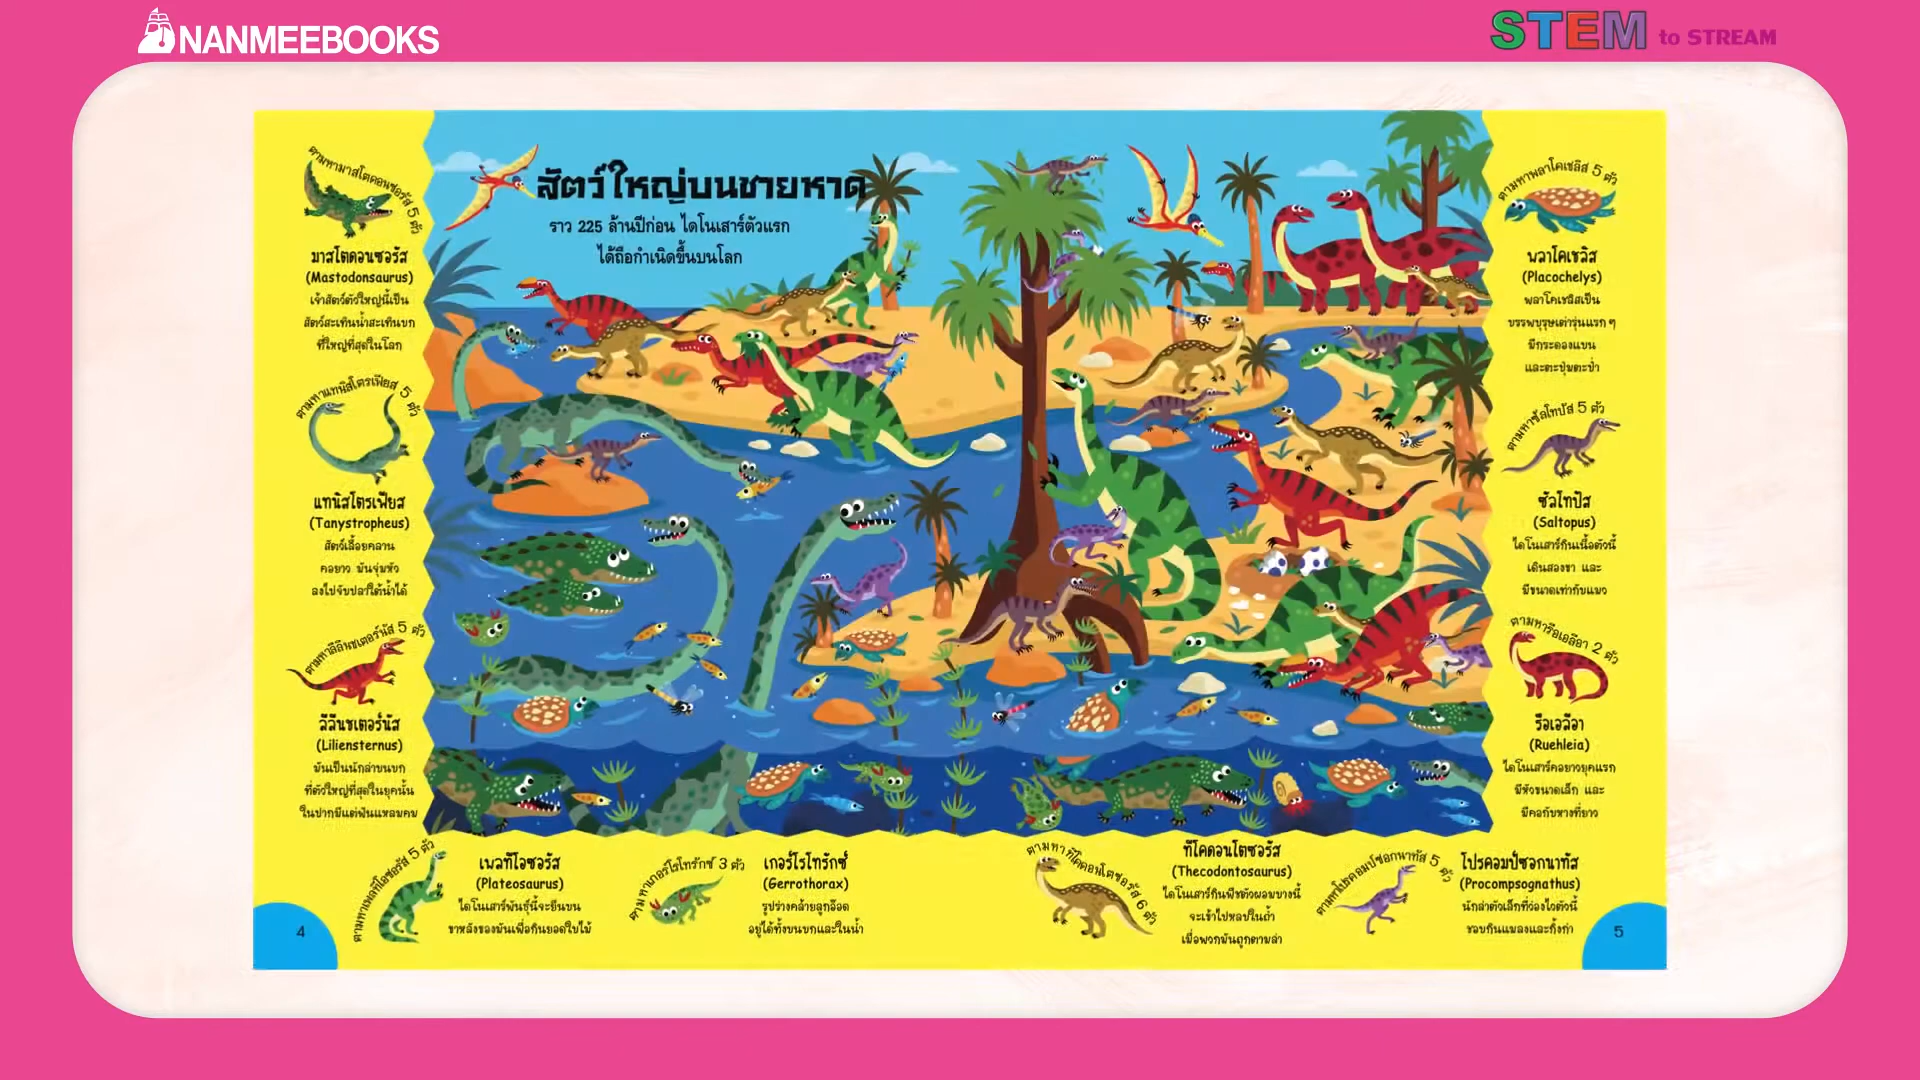 NANMEEBOOKS
STEM to STREAM
สัตว์ใหญ่บนชายหาด
ราว 225 ล้านปีก่อน ไดโนเสาร์ตัวแรก
ได้ถือกำเนิดขึ้นบนโลก
ตามหามาสโตดอนซอรัส 5 ตัว
มาสโตดอนซอรัส
(Mastodonsaurus)
เจ้าสัตว์ตัวใหญ่นี้เป็น
สัตว์สะเทินน้ำสะเทินบก
ที่ใหญ่ที่สุดในโลก
ตามหาแทนิสโตรเฟียส 5 ตัว
แทนิสโตรเฟียส
(Tanystropheus)
สัตว์เลื้อยคลาน
คอยาว มันจุ่มหัว
ลงไปจับปลาใต้น้ำได้
ตามหาลิลีนชเตอร์นัส 5 ตัว
ลิลีนชเตอร์นัส
(Liliensternus)
มันเป็นนักล่าบนบก
ที่ตัวใหญ่ที่สุดในยุคนั้น
ในปากมีแต่ฟันแหลมคม
ตามหาพลาโคเชลิส 5 ตัว
พลาโคเชลิส
(Placochelys)
พลาโคเชลิสเป็น
บรรพบุรุษเต่ารุ่นแรก ๆ
มีกระดองแบน
และตะปุ่มตะป่ำ
ตามหาซัลโทปัส 5 ตัว
ซัลโทปัส
(Saltopus)
ไดโนเสาร์กินเนื้อตัวนี้
เดินสองขา และ
มีขนาดเท่ากับแมว
ตามหารือเอลีอา 2 ตัว
รือเอลีอา
(Ruehleia)
ไดโนเสาร์คอยาวยุคแรก
มีหัวขนาดเล็ก และ
มีคอกับหางที่ยาว
ตามหาเพลทีโอซอรัส 5 ตัว
เพลทีโอซอรัส
(Plateosaurus)
ไดโนเสาร์พันธุ์นี้จะยืนบน
ขาหลังของมันเพื่อกินยอดใบไม้
ตามหาเกอร์โรโทรักซ์ 3 ตัว
เกอร์โรโทรักซ์
(Gerrothorax)
รูปร่างคล้ายลูกอ๊อด
อยู่ได้ทั้งบนบกและในน้ำ
ตามหาทีโคดอนโตซอรัส 6 ตัว
ทีโคดอนโตซอรัส
(Thecodontosaurus)
ไดโนเสาร์กินพืชตัวผอมบางนี้
จะเข้าไปหลบในถ้ำ
เมื่อพวกมันถูกตามล่า
ตามหาโปรคอมป์ซอกนาทัส 5 ตัว
โปรคอมป์ซอกนาทัส
(Procompsognathus)
นักล่าตัวเล็กที่ว่องไวตัวนี้
ชอบกินแมลงและกิ้งก่า
4
5